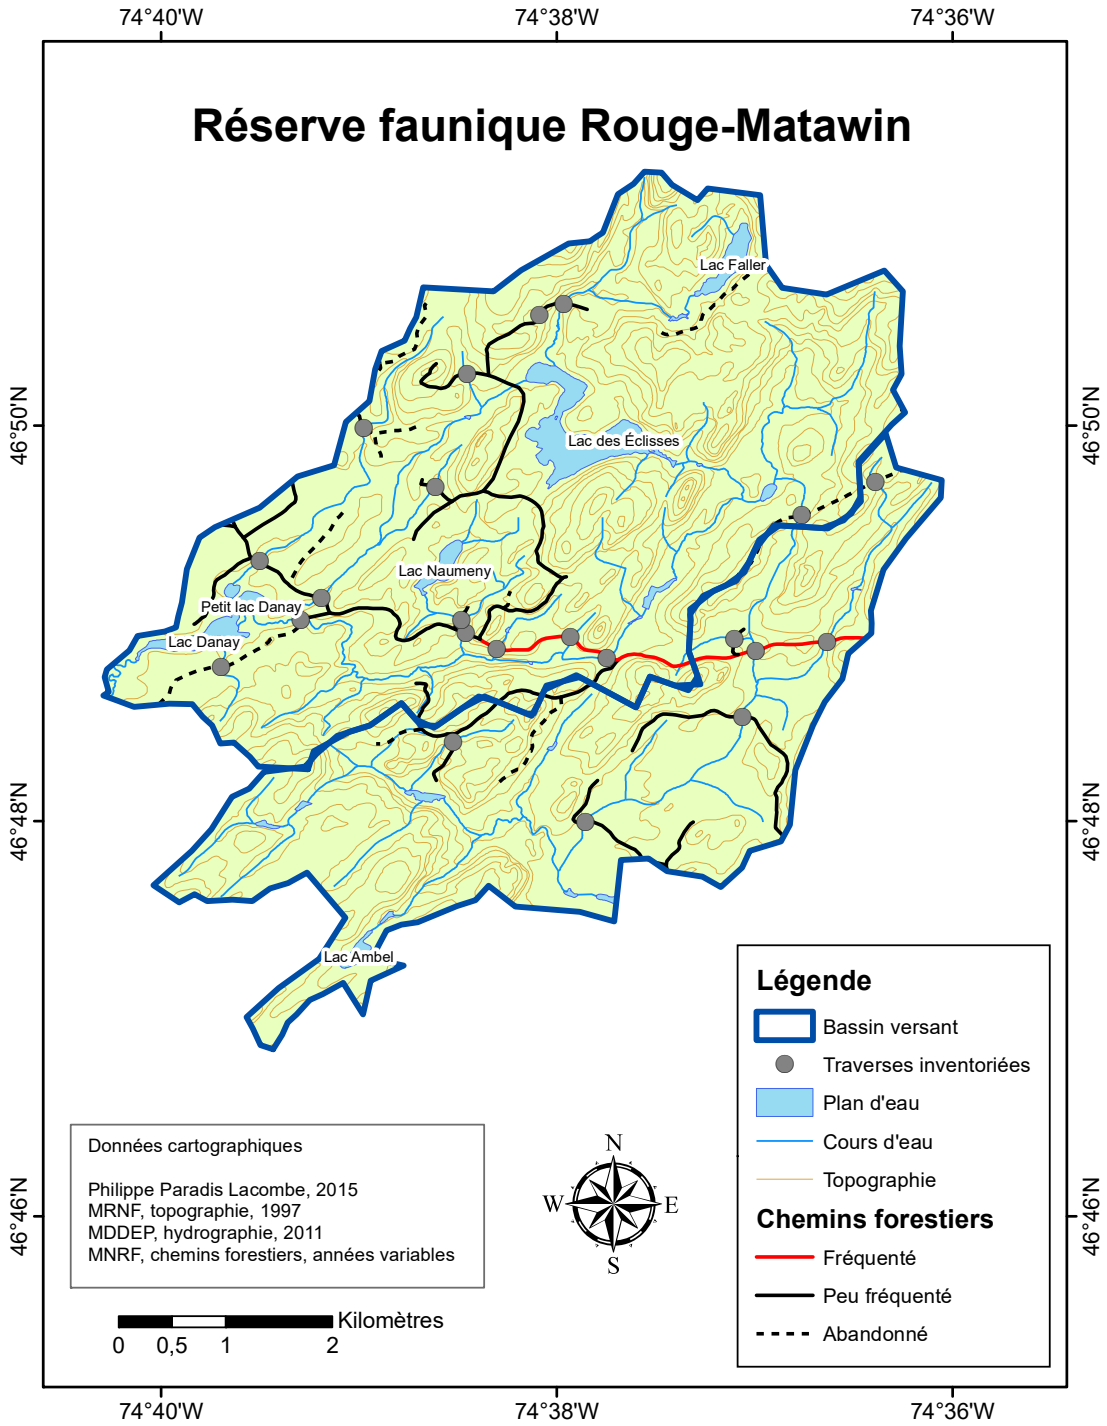 74°40'W
74°38'W
74°36'W
Réserve faunique Rouge-Matawin
Lac Faller
46°50'N
46°50'N
Lac des Éclisses
Lac Naumeny
Petit lac Danay
Lac Danay
46°48'N
46°48'N
Lac Ambel
Légende
Bassin versant
Traverses inventoriées
Plan d'eau
Cours d'eau
Topographie
Chemins forestiers
Fréquenté
Peu fréquenté
Abandonné
Données cartographiques
Philippe Paradis Lacombe, 2015
MRNF, topographie, 1997
MDDEP, hydrographie, 2011
MNRF, chemins forestiers, années variables
N
W
E
S
46°46'N
46°46'N
Kilomètres
0
0,5
1
2
74°40'W
74°38'W
74°36'W